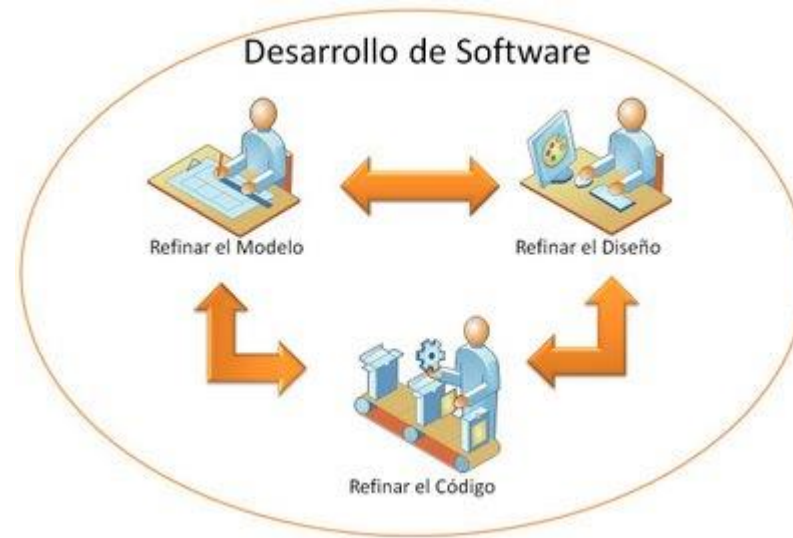 Desarrollo de Software
Refinar el Modelo
Refinar el Diseño
Refinar el Código